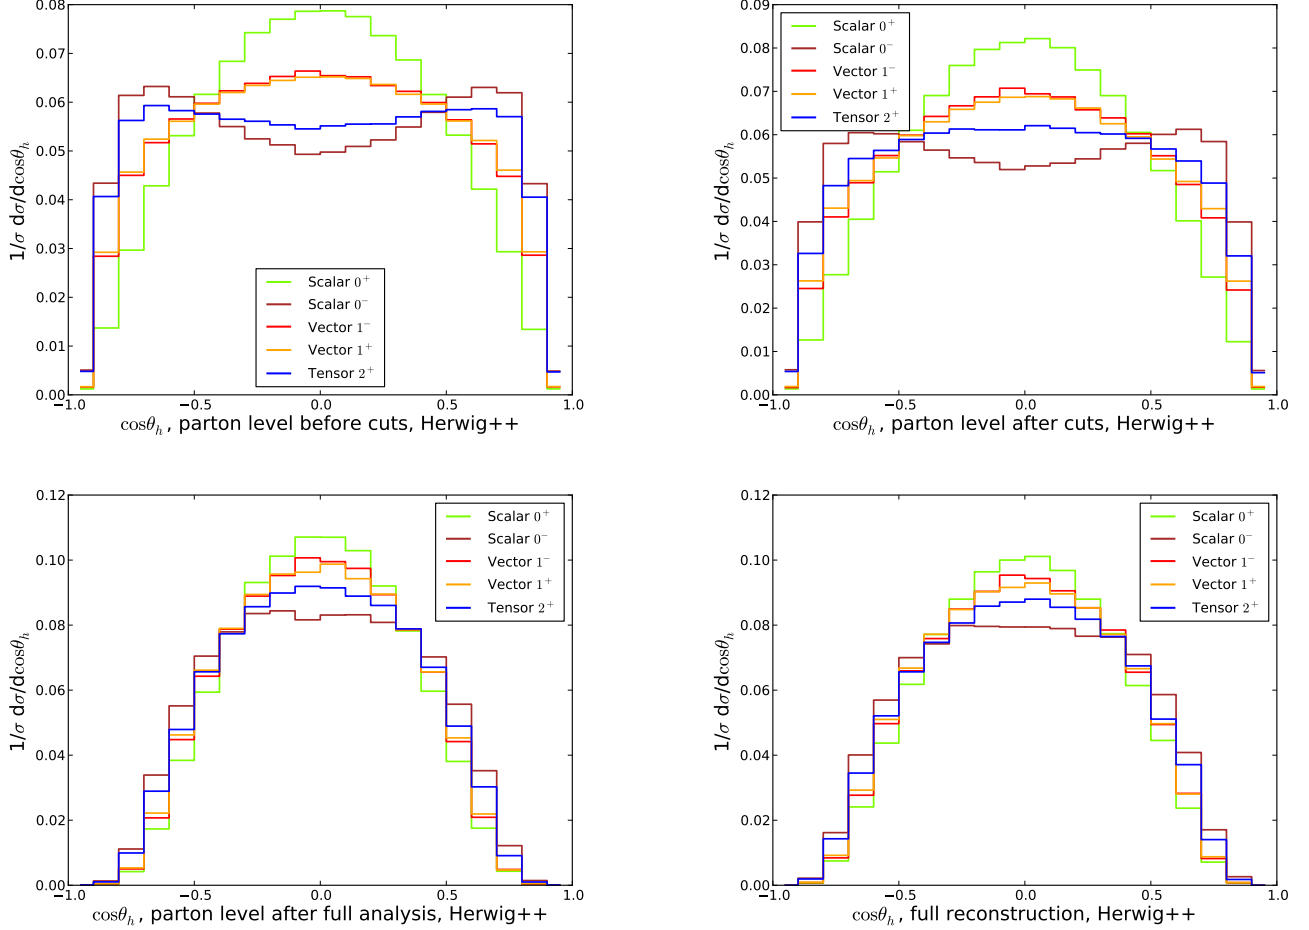 0.08
0.07
0.06
0.05
0.04
0.03
0.02
0.01
0.00
1/σ dσ/dcosθ_h
Scalar 0⁺
Scalar 0⁻
Vector 1⁻
Vector 1⁺
Tensor 2⁺
−1.0 −0.5 0.0 0.5 1.0
cosθ_h, parton level before cuts, Herwig++
0.09
0.08
0.07
0.06
0.05
0.04
0.03
0.02
0.01
0.00
1/σ dσ/dcosθ_h
Scalar 0⁺
Scalar 0⁻
Vector 1⁻
Vector 1⁺
Tensor 2⁺
−1.0 −0.5 0.0 0.5 1.0
cosθ_h, parton level after cuts, Herwig++
0.12
0.10
0.08
0.06
0.04
0.02
0.00
1/σ dσ/dcosθ_h
Scalar 0⁺
Scalar 0⁻
Vector 1⁻
Vector 1⁺
Tensor 2⁺
−1.0 −0.5 0.0 0.5 1.0
cosθ_h, parton level after full analysis, Herwig++
0.12
0.10
0.08
0.06
0.04
0.02
0.00
1/σ dσ/dcosθ_h
Scalar 0⁺
Scalar 0⁻
Vector 1⁻
Vector 1⁺
Tensor 2⁺
−1.0 −0.5 0.0 0.5 1.0
cosθ_h, full reconstruction, Herwig++